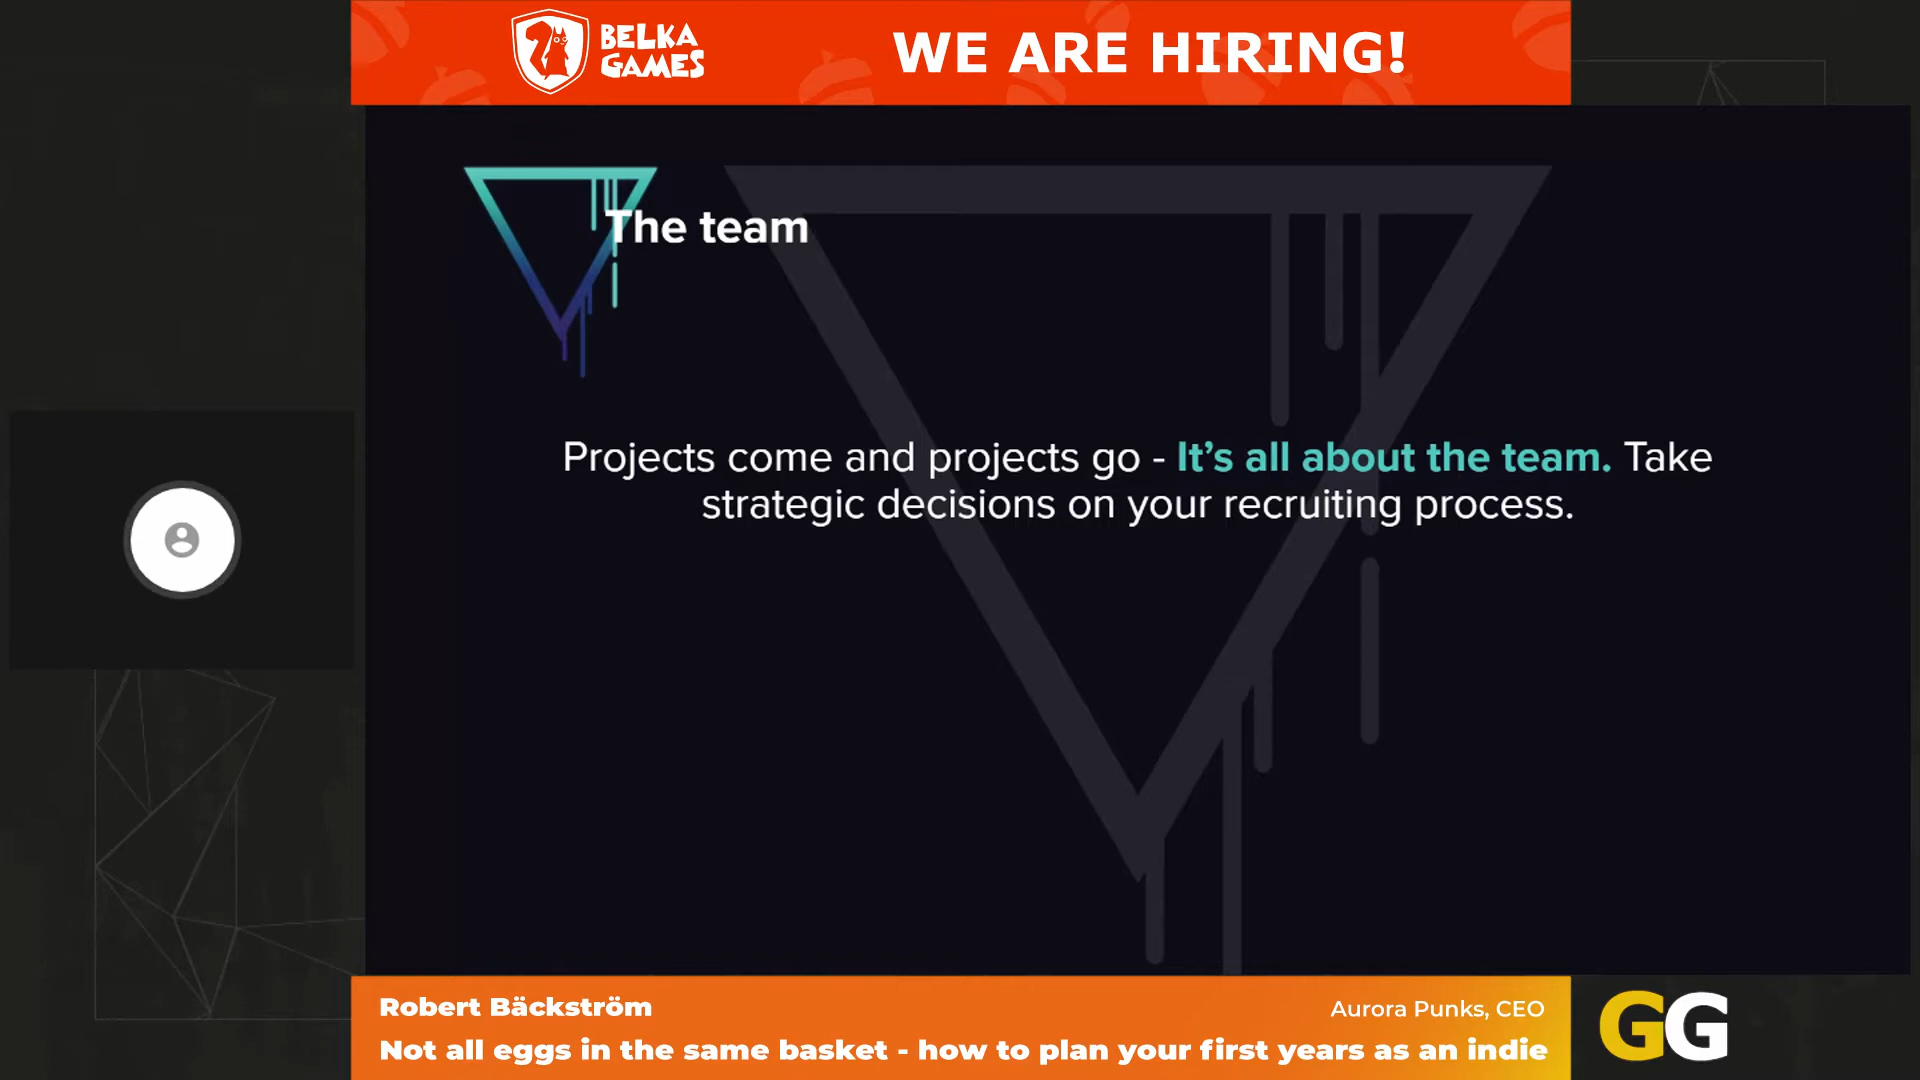 BELKA
GAMES
WE ARE HIRING!
The team
Projects come and projects go - It’s all about the team. Take
strategic decisions on your recruiting process.
Robert Bäckström
Aurora Punks, CEO
Not all eggs in the same basket - how to plan your first years as an indie
GG